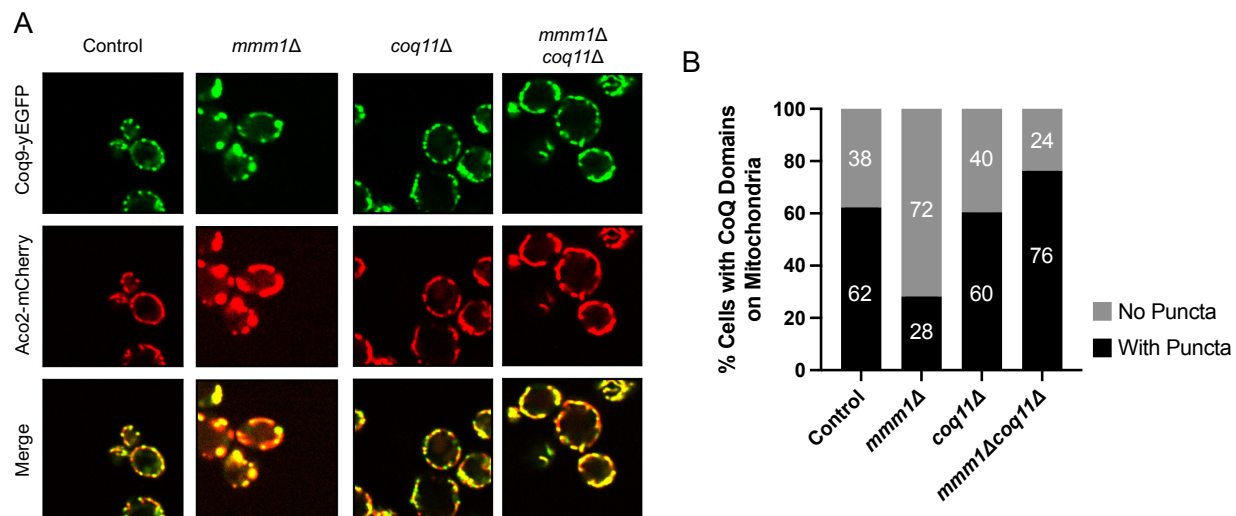 A
Control
mmm1Δ
coq11Δ
mmm1Δ
coq11Δ
Coq9-yEGFP
Aco2-mCherry
Merge
B
% Cells with CoQ Domains
on Mitochondria
100
80
60
40
20
0
38
62
72
28
40
60
24
76
Control
mmm1Δ
coq11Δ
mmm1Δcoq11Δ
No Puncta
With Puncta